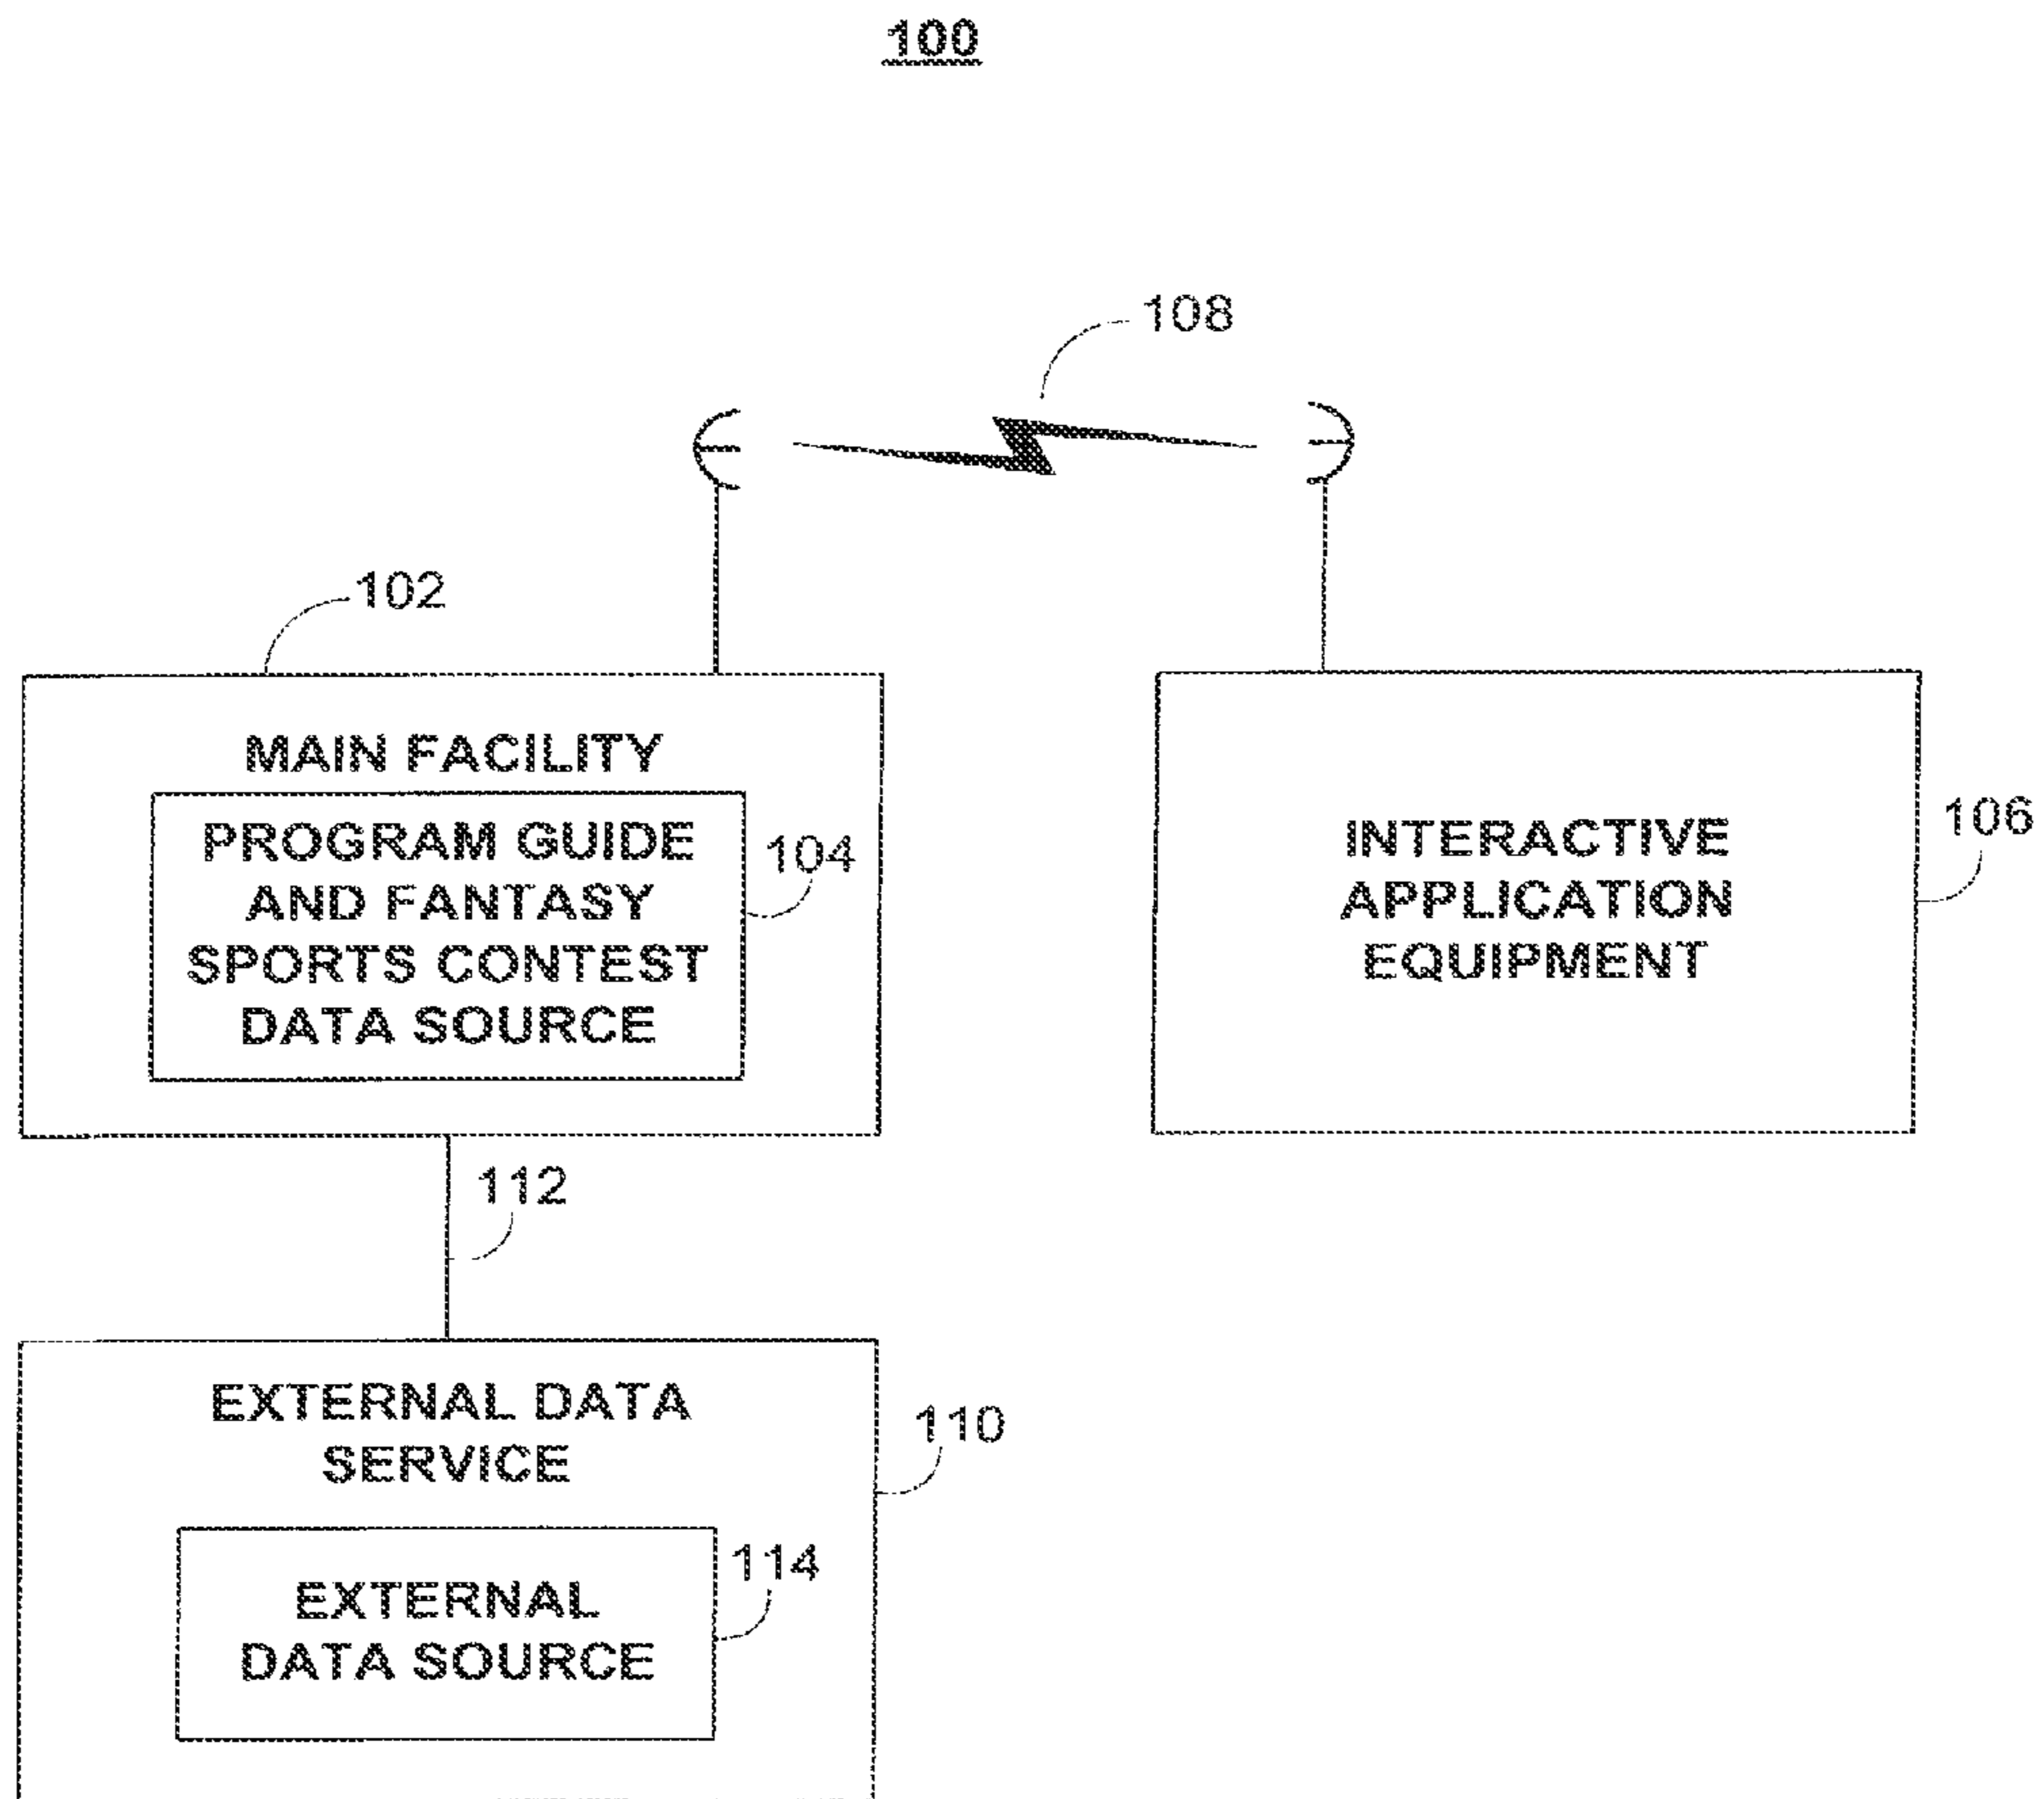 100
108
102
MAIN FACILITY
PROGRAM GUIDE
AND FANTASY
SPORTS CONTEST
DATA SOURCE
104
INTERACTIVE
APPLICATION
EQUIPMENT
106
112
EXTERNAL DATA
SERVICE
110
EXTERNAL
DATA SOURCE
114